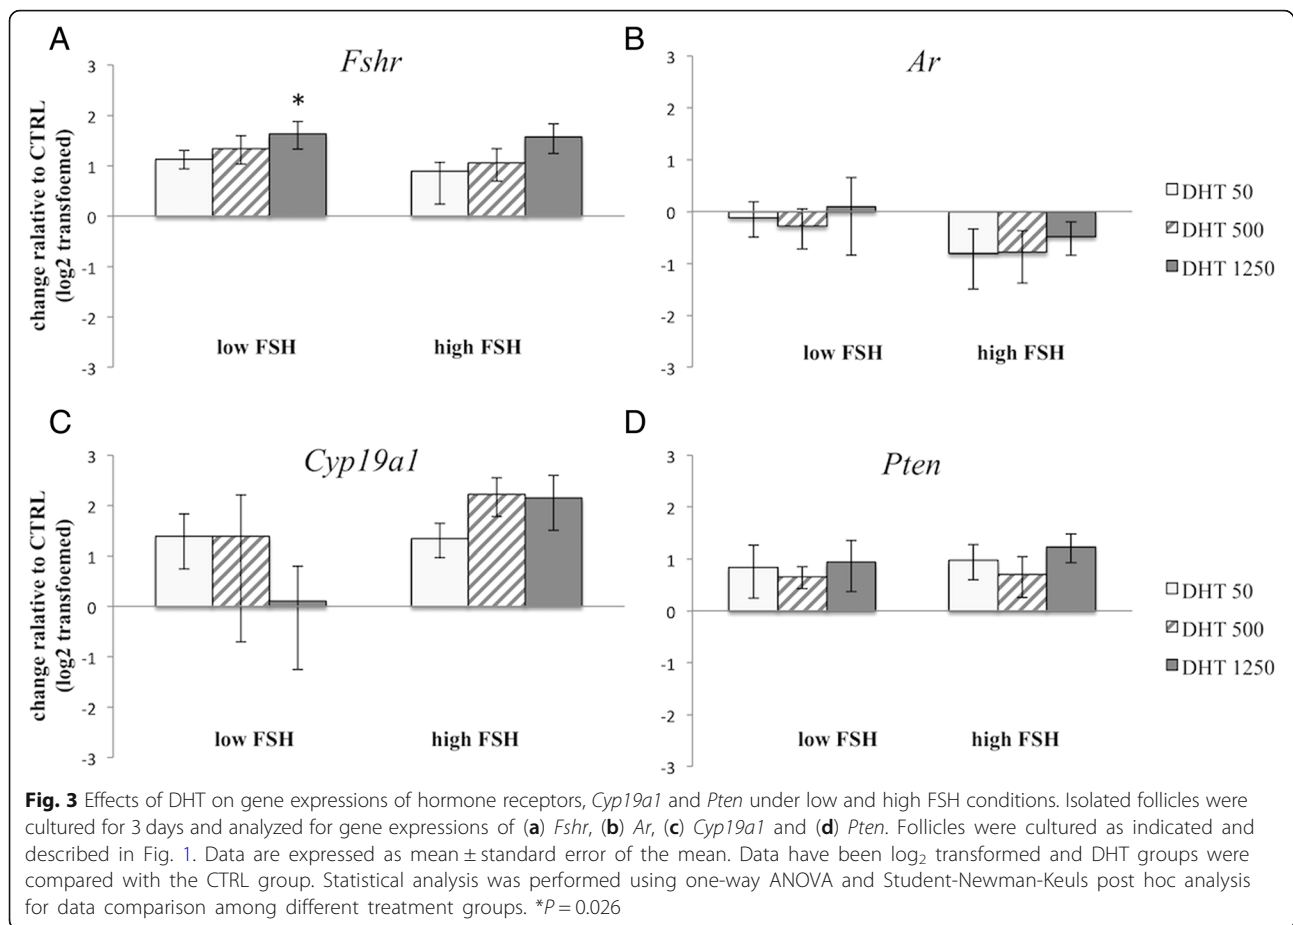 A
B
Fshr
Ar
change ralative to CTRL
(log2 transfoemed)
3
2
1
0
-1
-2
-3
*
low FSH
high FSH
3
2
1
0
-1
-2
-3
low FSH
high FSH
DHT 50
DHT 500
DHT 1250
C
D
Cyp19a1
Pten
change ralative to CTRL
(log2 transfoemed)
3
2
1
0
-1
-2
-3
low FSH
high FSH
3
2
1
0
-1
-2
-3
low FSH
high FSH
DHT 50
DHT 500
DHT 1250
Fig. 3 Effects of DHT on gene expressions of hormone receptors, Cyp19a1 and Pten under low and high FSH conditions. Isolated follicles were
cultured for 3 days and analyzed for gene expressions of (a) Fshr, (b) Ar, (c) Cyp19a1 and (d) Pten. Follicles were cultured as indicated and
described in Fig. 1. Data are expressed as mean ± standard error of the mean. Data have been log₂ transformed and DHT groups were
compared with the CTRL group. Statistical analysis was performed using one-way ANOVA and Student-Newman-Keuls post hoc analysis
for data comparison among different treatment groups. *P = 0.026